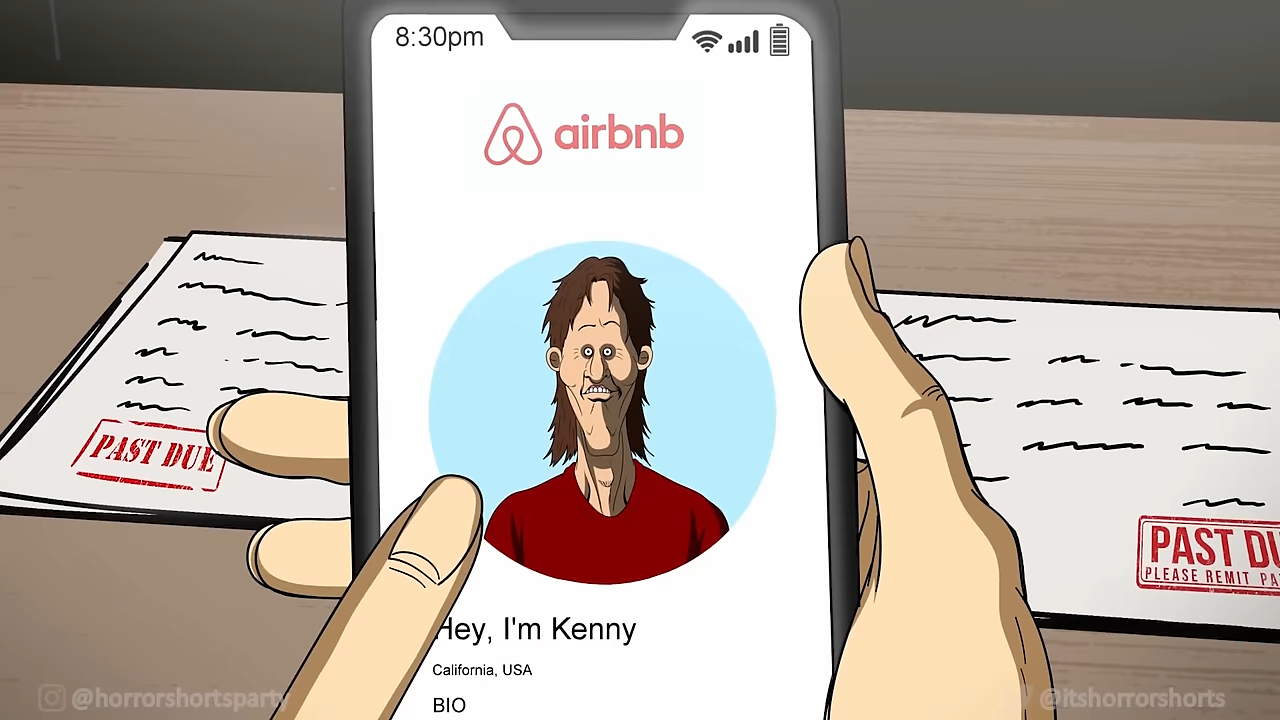 8:30pm
airbnb
PAST DUE
PAST DU
PLEASE REMIT PA
Hey, I'm Kenny
California, USA
BIO
@horrorshortsparty
@itshorrorshorts